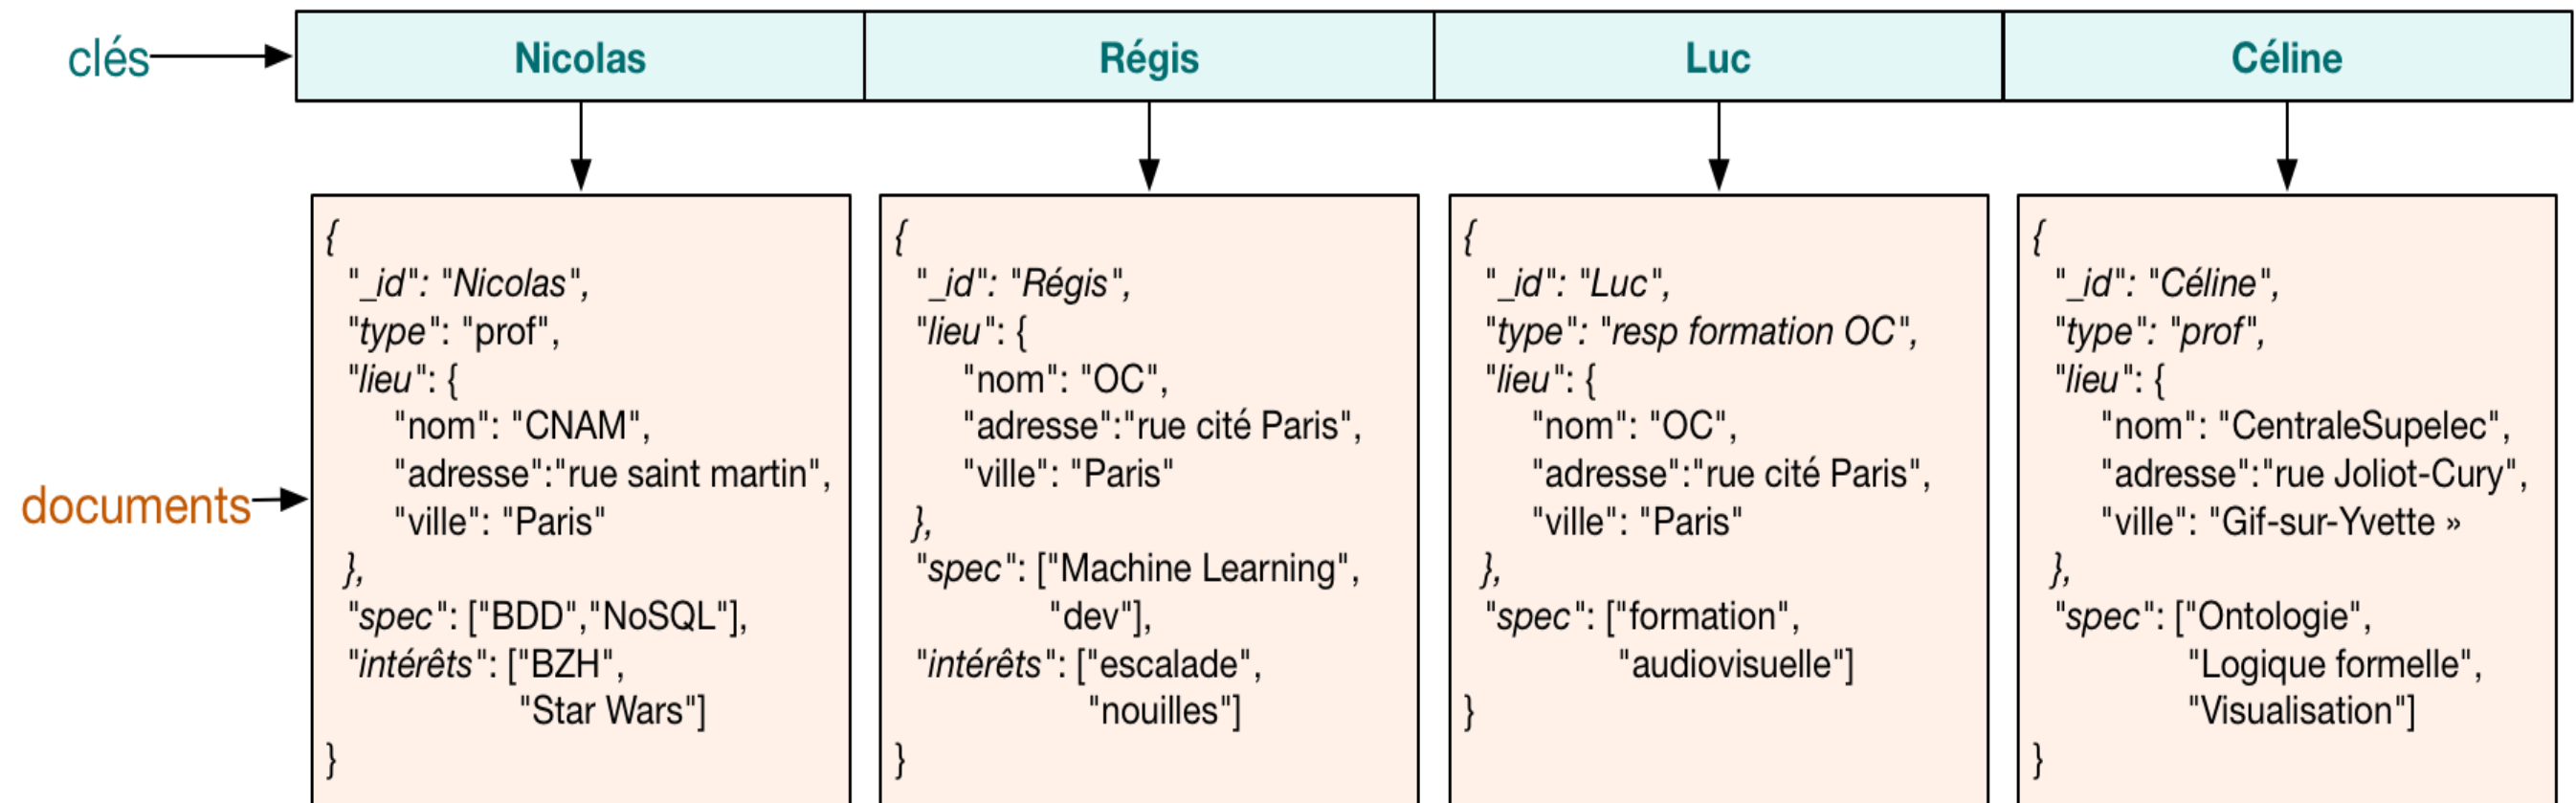 clés
Nicolas
Régis
Luc
Céline
documents
{
"_id": "Nicolas",
"type": "prof",
"lieu": {
"nom": "CNAM",
"adresse":"rue saint martin",
"ville": "Paris"
},
"spec": ["BDD","NoSQL"],
"intérêts": ["BZH",
"Star Wars"]
}
{
"_id": "Régis",
"lieu": {
"nom": "OC",
"adresse":"rue cité Paris",
"ville": "Paris"
},
"spec": ["Machine Learning",
"dev"],
"intérêts": ["escalade",
"nouilles"]
}
{
"_id": "Luc",
"type": "resp formation OC",
"lieu": {
"nom": "OC",
"adresse":"rue cité Paris",
"ville": "Paris"
},
"spec": ["formation",
"audiovisuelle"]
}
{
"_id": "Céline",
"type": "prof",
"lieu": {
"nom": "CentraleSupelec",
"adresse":"rue Joliot-Cury",
"ville": "Gif-sur-Yvette »
},
"spec": ["Ontologie",
"Logique formelle",
"Visualisation"]
}